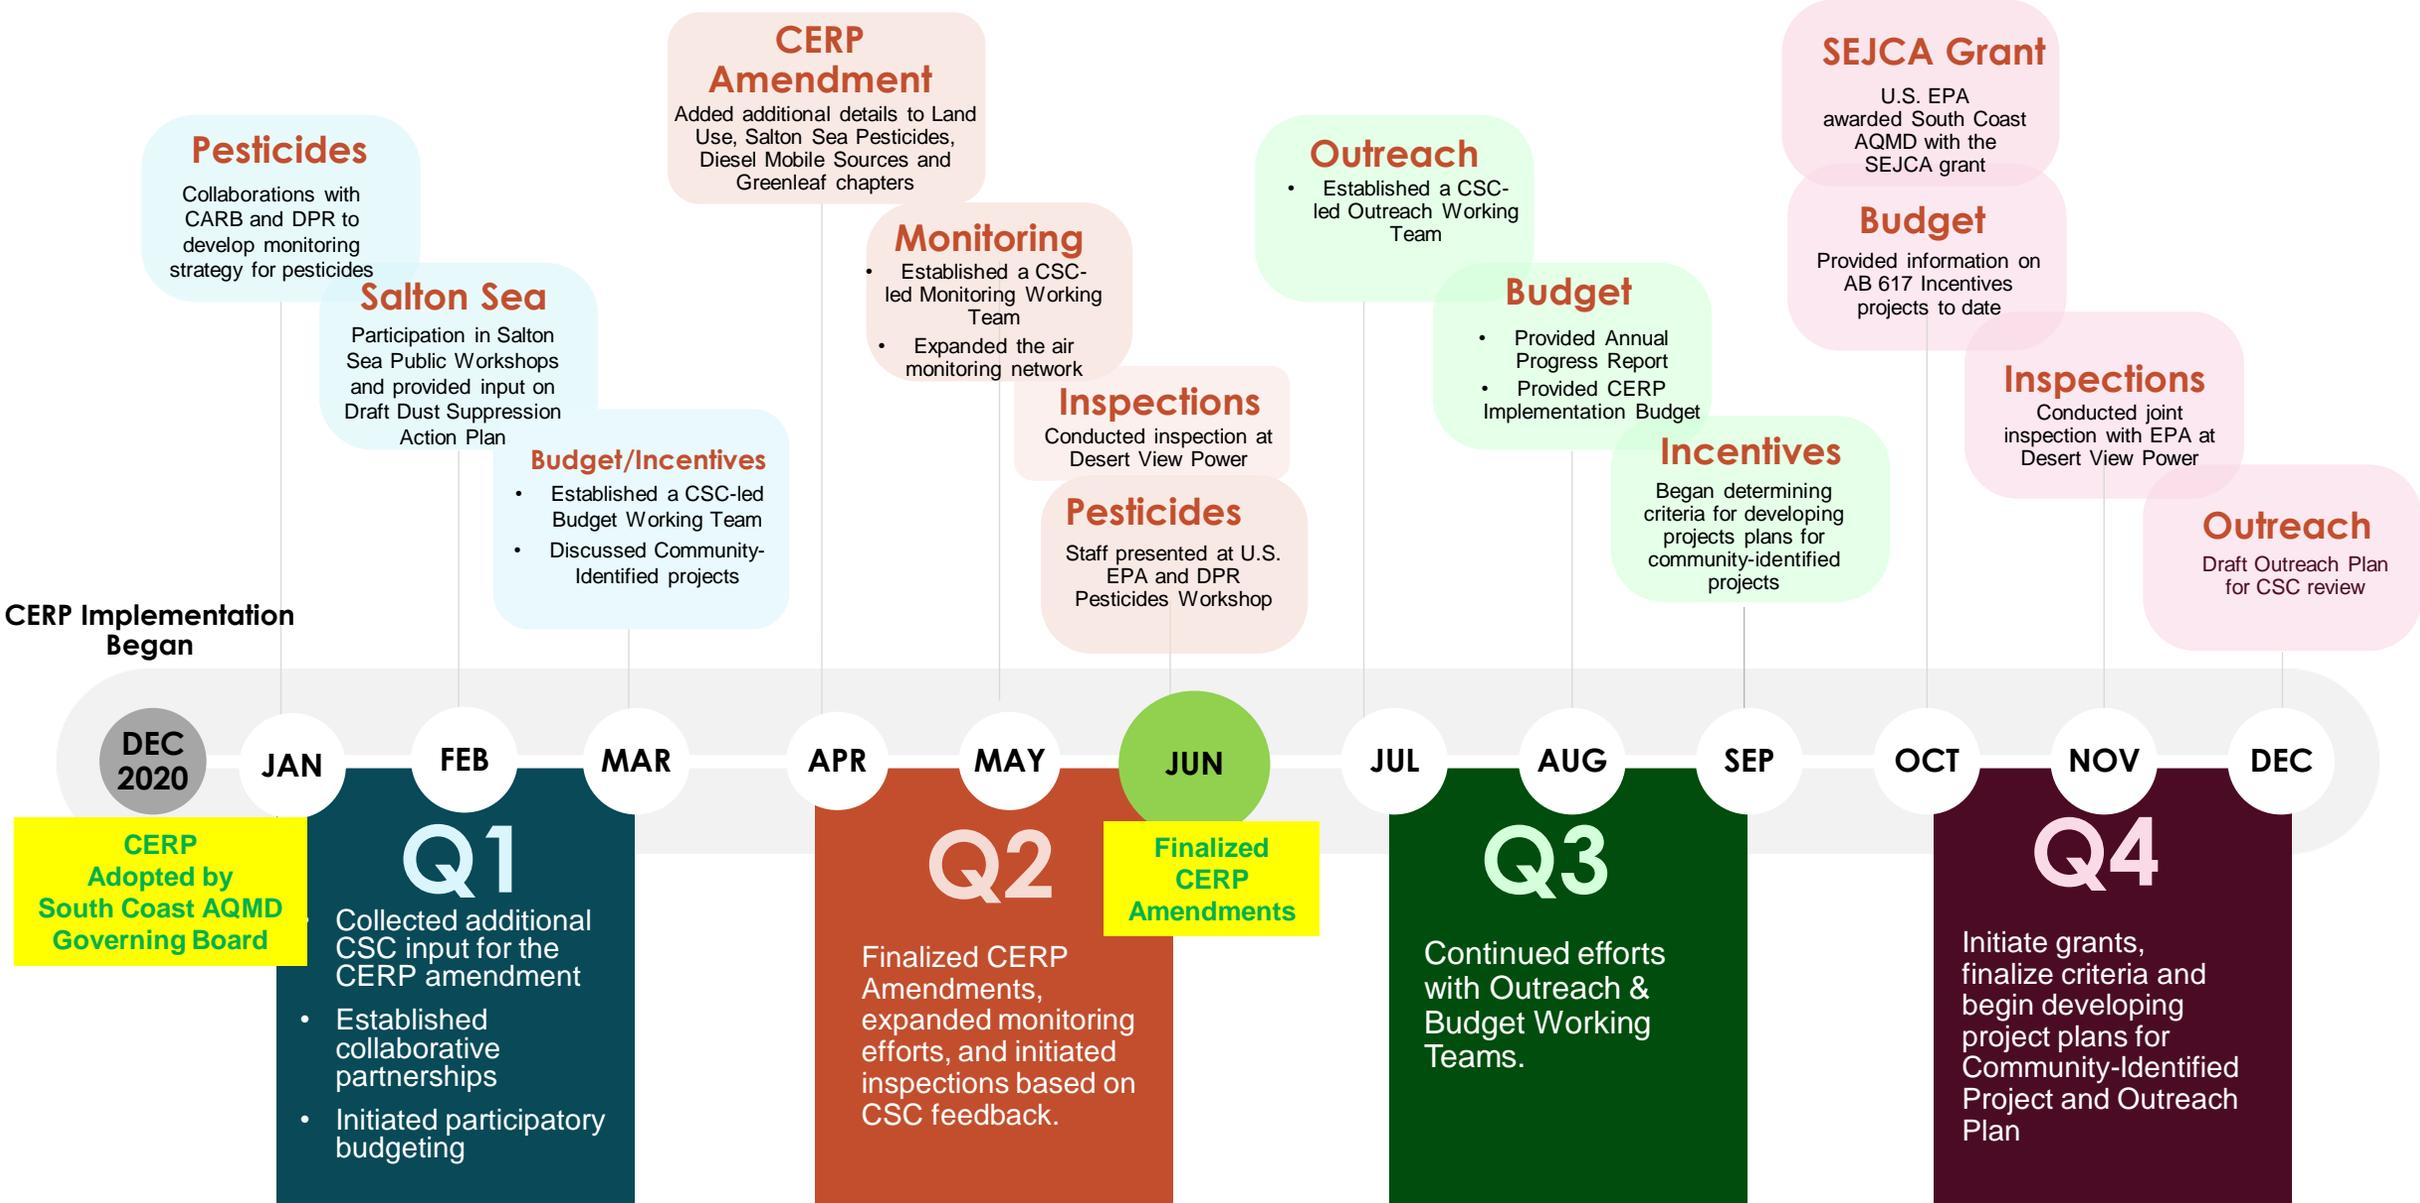 CERP
Amendment
Added additional details to Land
Use, Salton Sea Pesticides,
Diesel Mobile Sources and
Greenleaf chapters
SEJCA Grant
U.S. EPA
awarded South Coast
AQMD with the
SEJCA grant
Pesticides
Collaborations with
CARB and DPR to
develop monitoring
strategy for pesticides
Outreach
• Established a CSC-
led Outreach Working
Team
Budget
Provided information on
AB 617 Incentives
projects to date
Monitoring
• Established a CSC-
led Monitoring Working
Team
• Expanded the air
monitoring network
Salton Sea
Participation in Salton
Sea Public Workshops
and provided input on
Draft Dust Suppression
Action Plan
Budget
• Provided Annual
Progress Report
• Provided CERP
Implementation Budget
Inspections
Conducted inspection at
Desert View Power
Inspections
Conducted joint
inspection with EPA at
Desert View Power
Budget/Incentives
• Established a CSC-led
Budget Working Team
• Discussed Community-
Identified projects
Incentives
Began determining
criteria for developing
projects plans for
community-identified
projects
Pesticides
Staff presented at U.S.
EPA and DPR
Pesticides Workshop
Outreach
Draft Outreach Plan
for CSC review
CERP Implementation
Began
DEC
2020
JAN
FEB
MAR
APR
MAY
JUN
JUL
AUG
SEP
OCT
NOV
DEC
CERP
Adopted by
South Coast AQMD
Governing Board
Q1
• Collected additional
CSC input for the
CERP amendment
• Established
collaborative
partnerships
• Initiated participatory
budgeting
Q2
Finalized CERP
Amendments,
expanded monitoring
efforts, and initiated
inspections based on
CSC feedback.
Finalized
CERP
Amendments
Q3
Continued efforts
with Outreach &
Budget Working
Teams.
Q4
Initiate grants,
finalize criteria and
begin developing
project plans for
Community-Identified
Project and Outreach
Plan